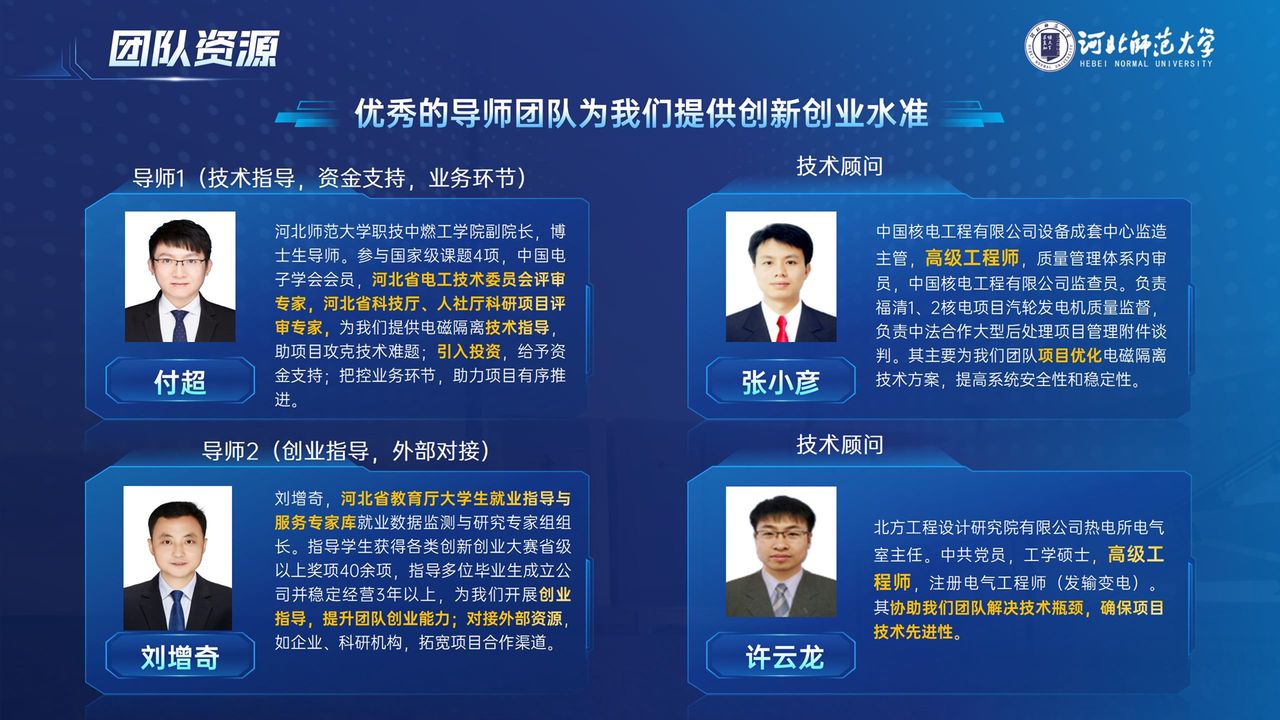 团队资源
河北师范大学
HEBEI NORMAL UNIVERSITY
优秀的导师团队为我们提供创新创业水准
导师1（技术指导，资金支持，业务环节）
付超
河北师范大学职技中燃工学院副院长，博
士生导师。参与国家级课题4项，中国电
子学会会员，河北省电工技术委员会评审
专家，河北省科技厅、人社厅科研项目评
审专家，为我们提供电磁隔离技术指导，
助项目攻克技术难题；引入投资，给予资
金支持；把控业务环节，助力项目有序推
进。
技术顾问
张小彦
中国核电工程有限公司设备成套中心监造
主管，高级工程师，质量管理体系内审
员，中国核电工程有限公司监查员。负责
福清1、2核电项目汽轮发电机质量监督，
负责中法合作大型后处理项目管理附件谈
判。其主要为我们团队项目优化电磁隔离
技术方案，提高系统安全性和稳定性。
导师2（创业指导，外部对接）
刘增奇
刘增奇，河北省教育厅大学生就业指导与
服务专家库就业数据监测与研究专家组组
长。指导学生获得各类创新创业大赛省级
以上奖项40余项，指导多位毕业生成立公
司并稳定经营3年以上，为我们开展创业
指导，提升团队创业能力；对接外部资源，
如企业、科研机构，拓宽项目合作渠道。
技术顾问
许云龙
北方工程设计研究院有限公司热电所电气
室主任。中共党员，工学硕士，高级工
程师，注册电气工程师（发输变电）。
其协助我们团队解决技术瓶颈，确保项目
技术先进性。